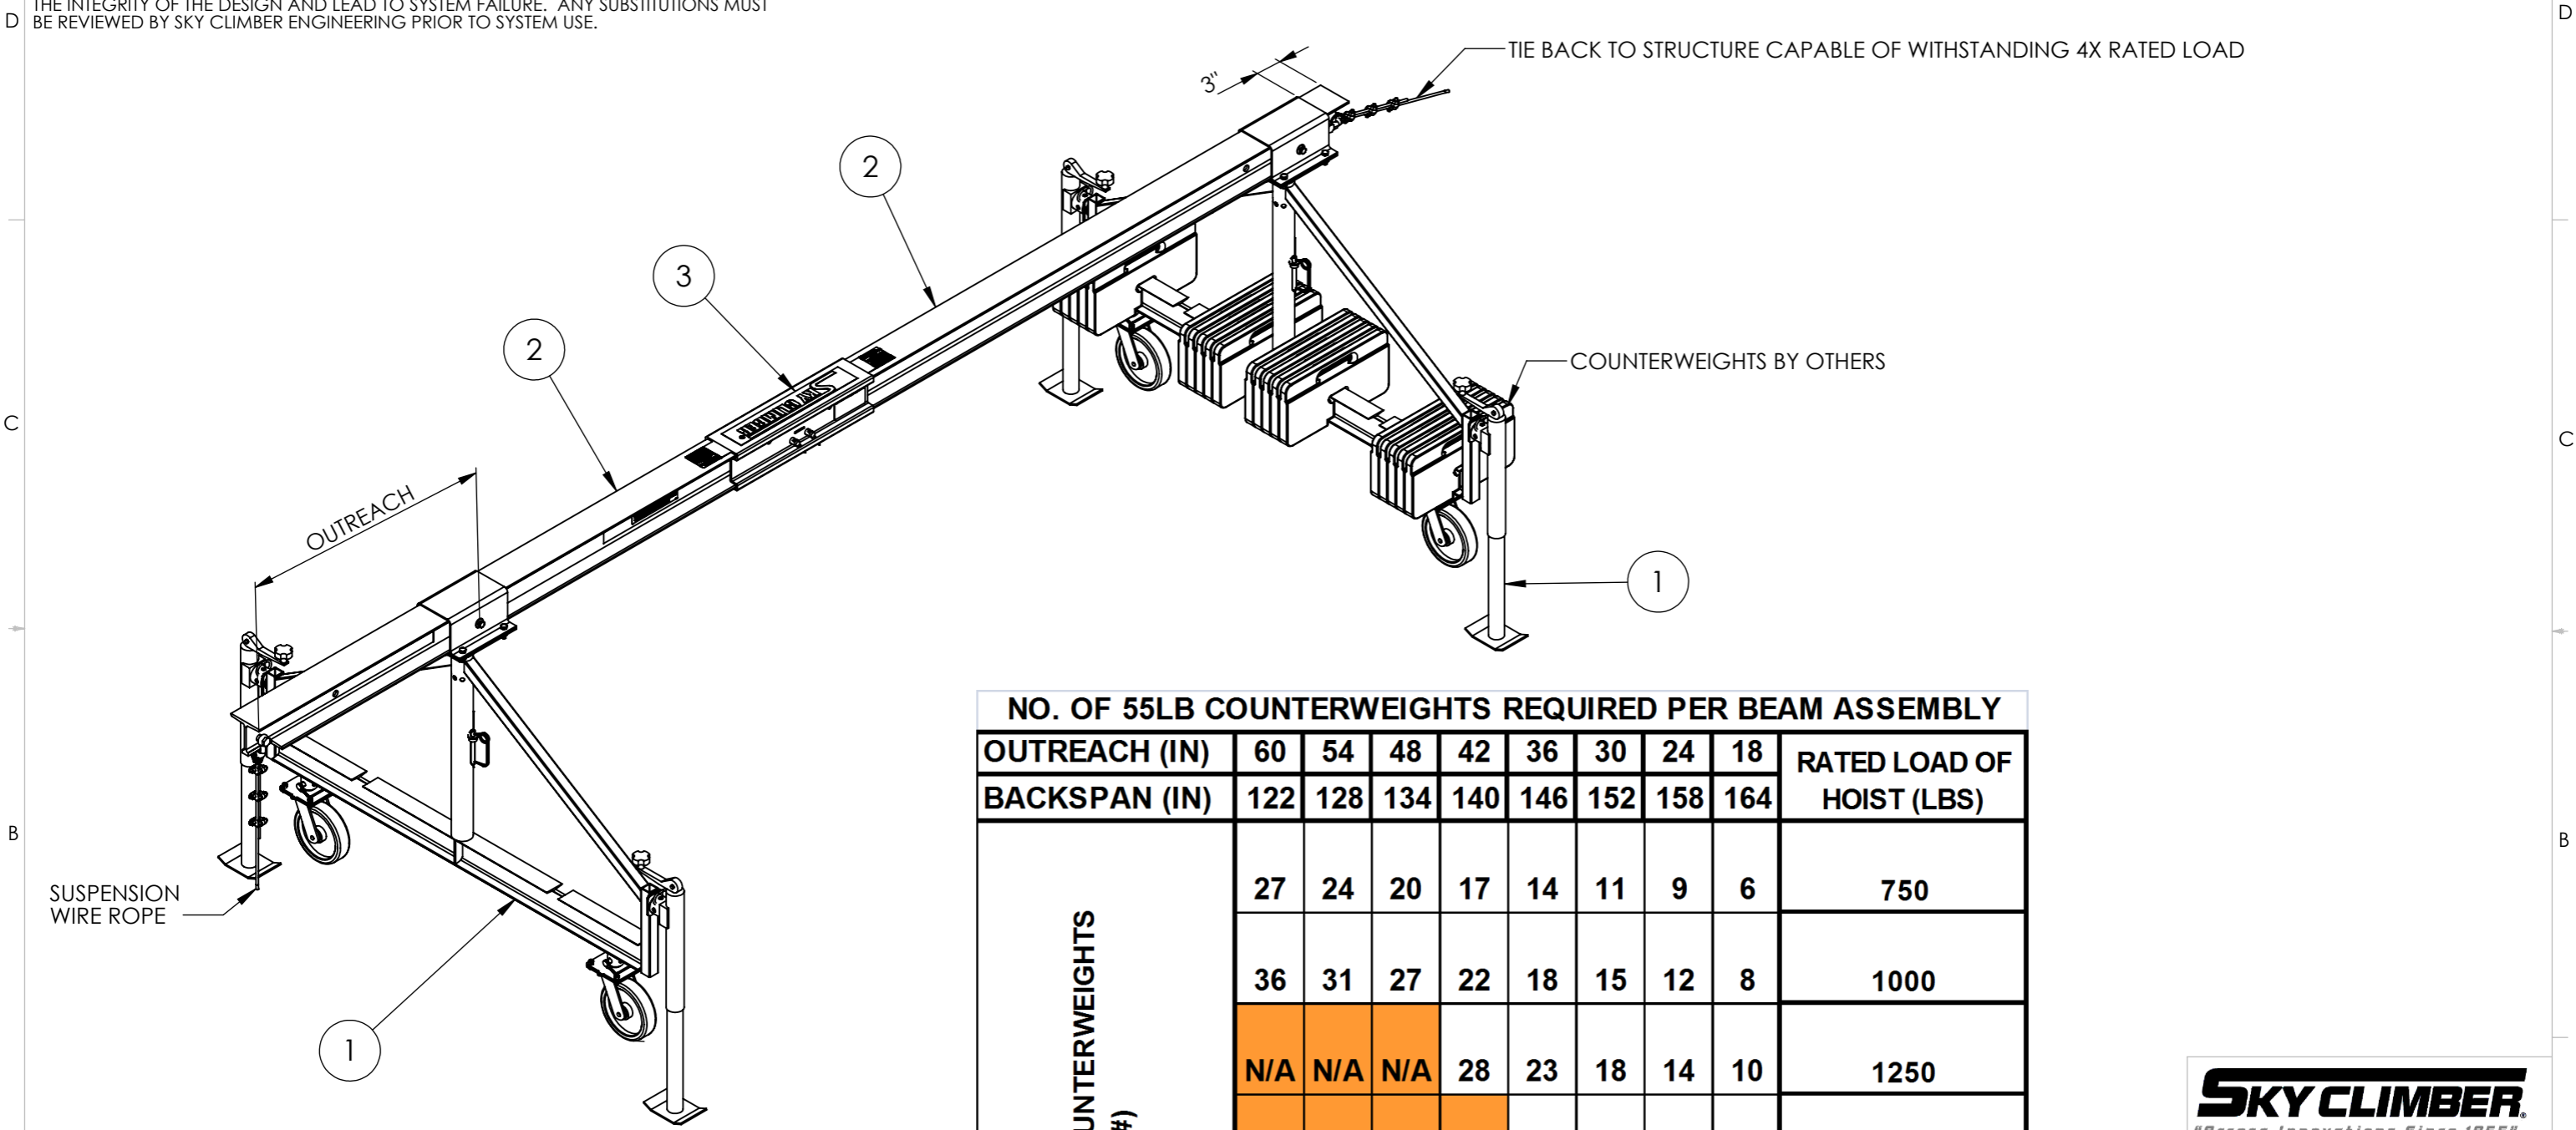 THE INTEGRITY OF THE DESIGN AND LEAD TO SYSTEM FAILURE. ANY SUBSTITUTIONS MUST
BE REVIEWED BY SKY CLIMBER ENGINEERING PRIOR TO SYSTEM USE.
D
D
TIE BACK TO STRUCTURE CAPABLE OF WITHSTANDING 4X RATED LOAD
3"
2
3
2
COUNTERWEIGHTS BY OTHERS
C
C
SKY CLIMBER
OUTREACH
1
NO. OF 55LB COUNTERWEIGHTS REQUIRED PER BEAM ASSEMBLY
OUTREACH (IN) 60 54 48 42 36 30 24 18 RATED LOAD OF HOIST (LBS)
BACKSPAN (IN) 122 128 134 140 146 152 158 164
B
B
27 24 20 17 14 11 9 6 750
SUSPENSION
WIRE ROPE
36 31 27 22 18 15 12 8 1000
1
N/A N/A N/A 28 23 18 14 10 1250
SKY CLIMBER®